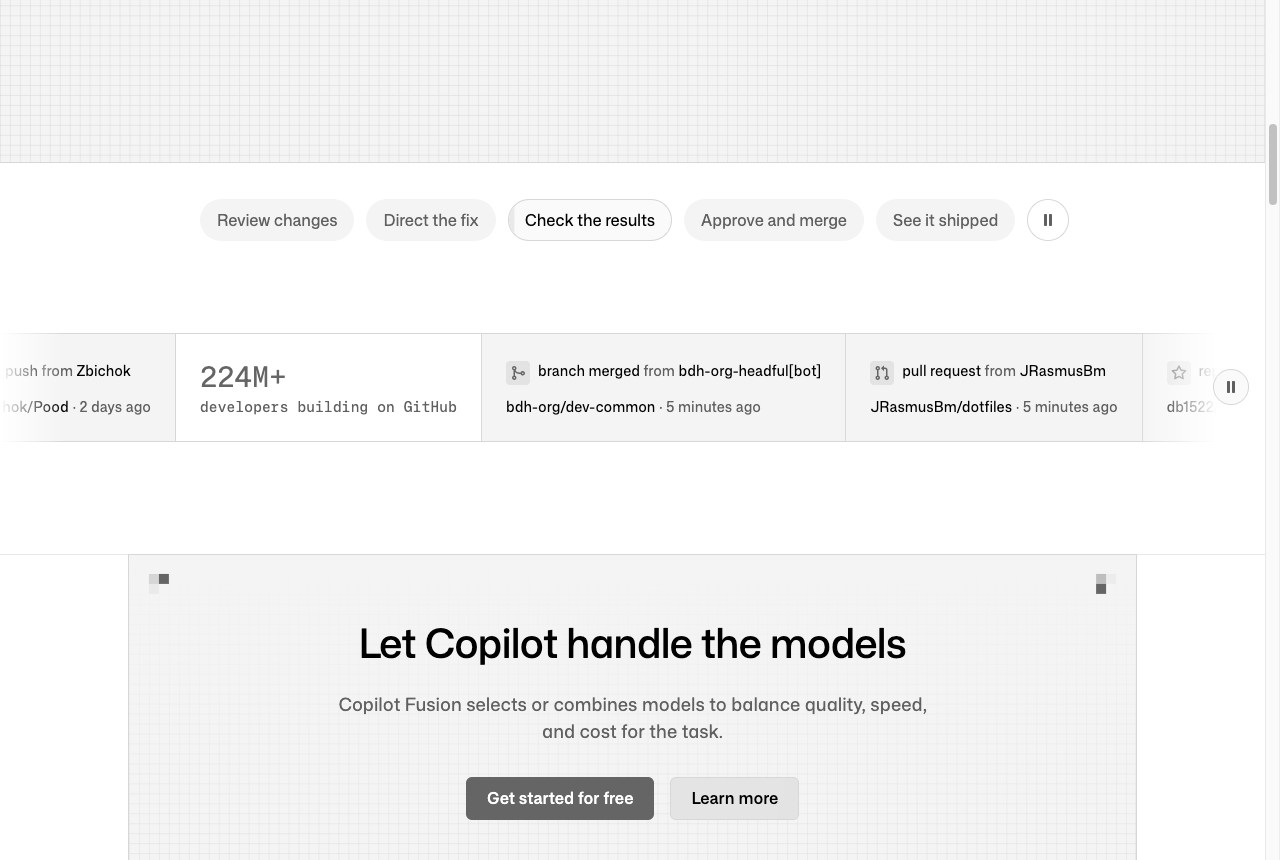 Review changes
Direct the fix
Check the results
Approve and merge
See it shipped
push from Zbichok
hok/Pood · 2 days ago
224M+
developers building on GitHub
branch merged from bdh-org-headful[bot]
bdh-org/dev-common · 5 minutes ago
pull request from JRasmusBm
JRasmusBm/dotfiles · 5 minutes ago
db1522
Let Copilot handle the models
Copilot Fusion selects or combines models to balance quality, speed,
and cost for the task.
Get started for free
Learn more